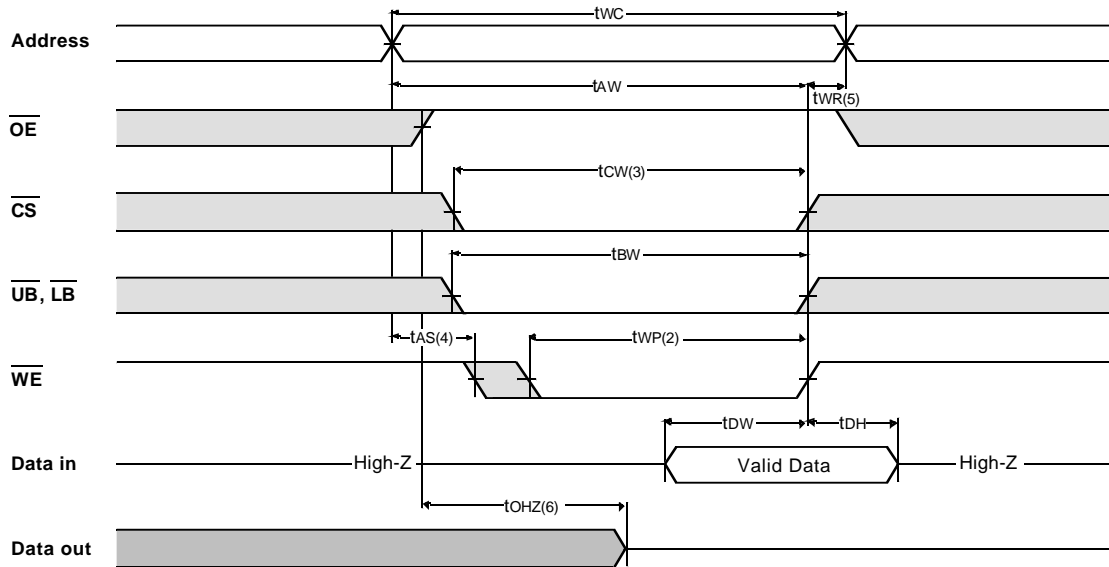 tWC
Address
tAW
tWR(5)
OE
tCW(3)
CS
tBW
UB, LB
tAS(4)
tWP(2)
WE
tDW
tDH
Data in
High-Z
Valid Data
High-Z
tOHZ(6)
Data out